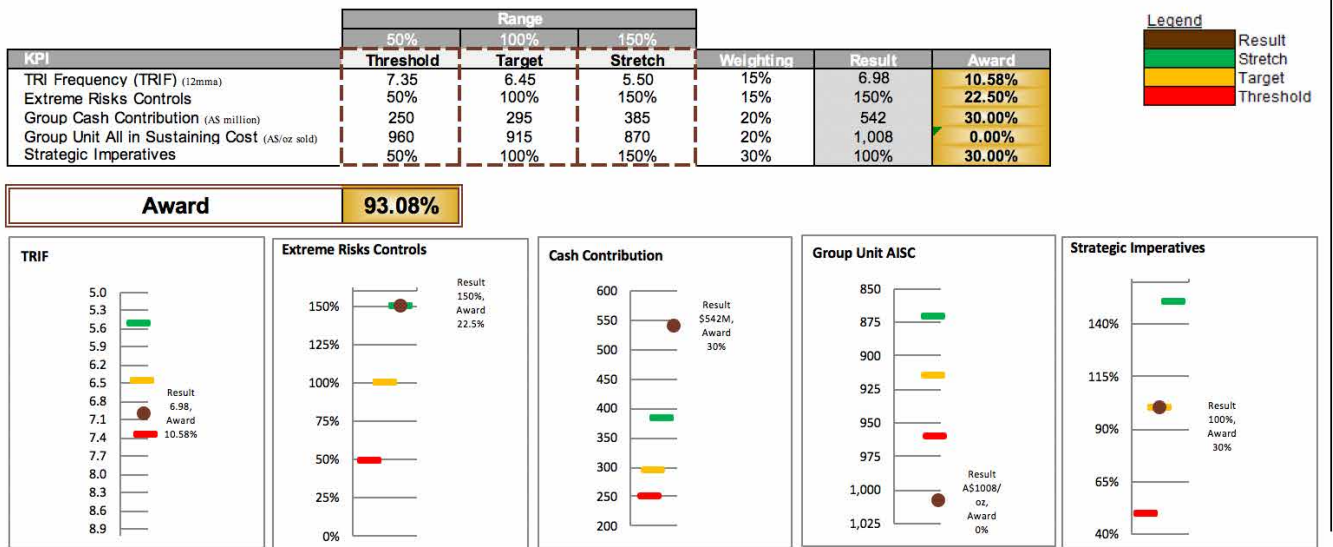 Range
50% 100% 150%
KPI Threshold Target Stretch Weighting Result Award
TRI Frequency (TRIF) (12mma) 7.35 6.45 5.50 15% 6.98 10.58%
Extreme Risks Controls 50% 100% 150% 15% 150% 22.50%
Group Cash Contribution (A$ million) 250 295 385 20% 542 30.00%
Group Unit All in Sustaining Cost (A$/oz sold) 960 915 870 20% 1,008 0.00%
Strategic Imperatives 50% 100% 150% 30% 100% 30.00%
Legend
Result
Stretch
Target
Threshold
Award 93.08%
TRIF
5.0
5.3
5.6
5.9
6.2
6.5
6.8
7.1
7.4
7.7
8.0
8.3
8.6
8.9
Result
6.98,
Award
10.58%
Extreme Risks Controls
150%
125%
100%
75%
50%
25%
0%
Result
150%,
Award
22.5%
Cash Contribution
600
550
500
450
400
350
300
250
200
Result
$542M,
Award
30%
Group Unit AISC
850
875
900
925
950
975
1,000
1,025
Result
A$1008/
oz,
Award
0%
Strategic Imperatives
140%
115%
90%
65%
40%
Result
100%,
Award
30%